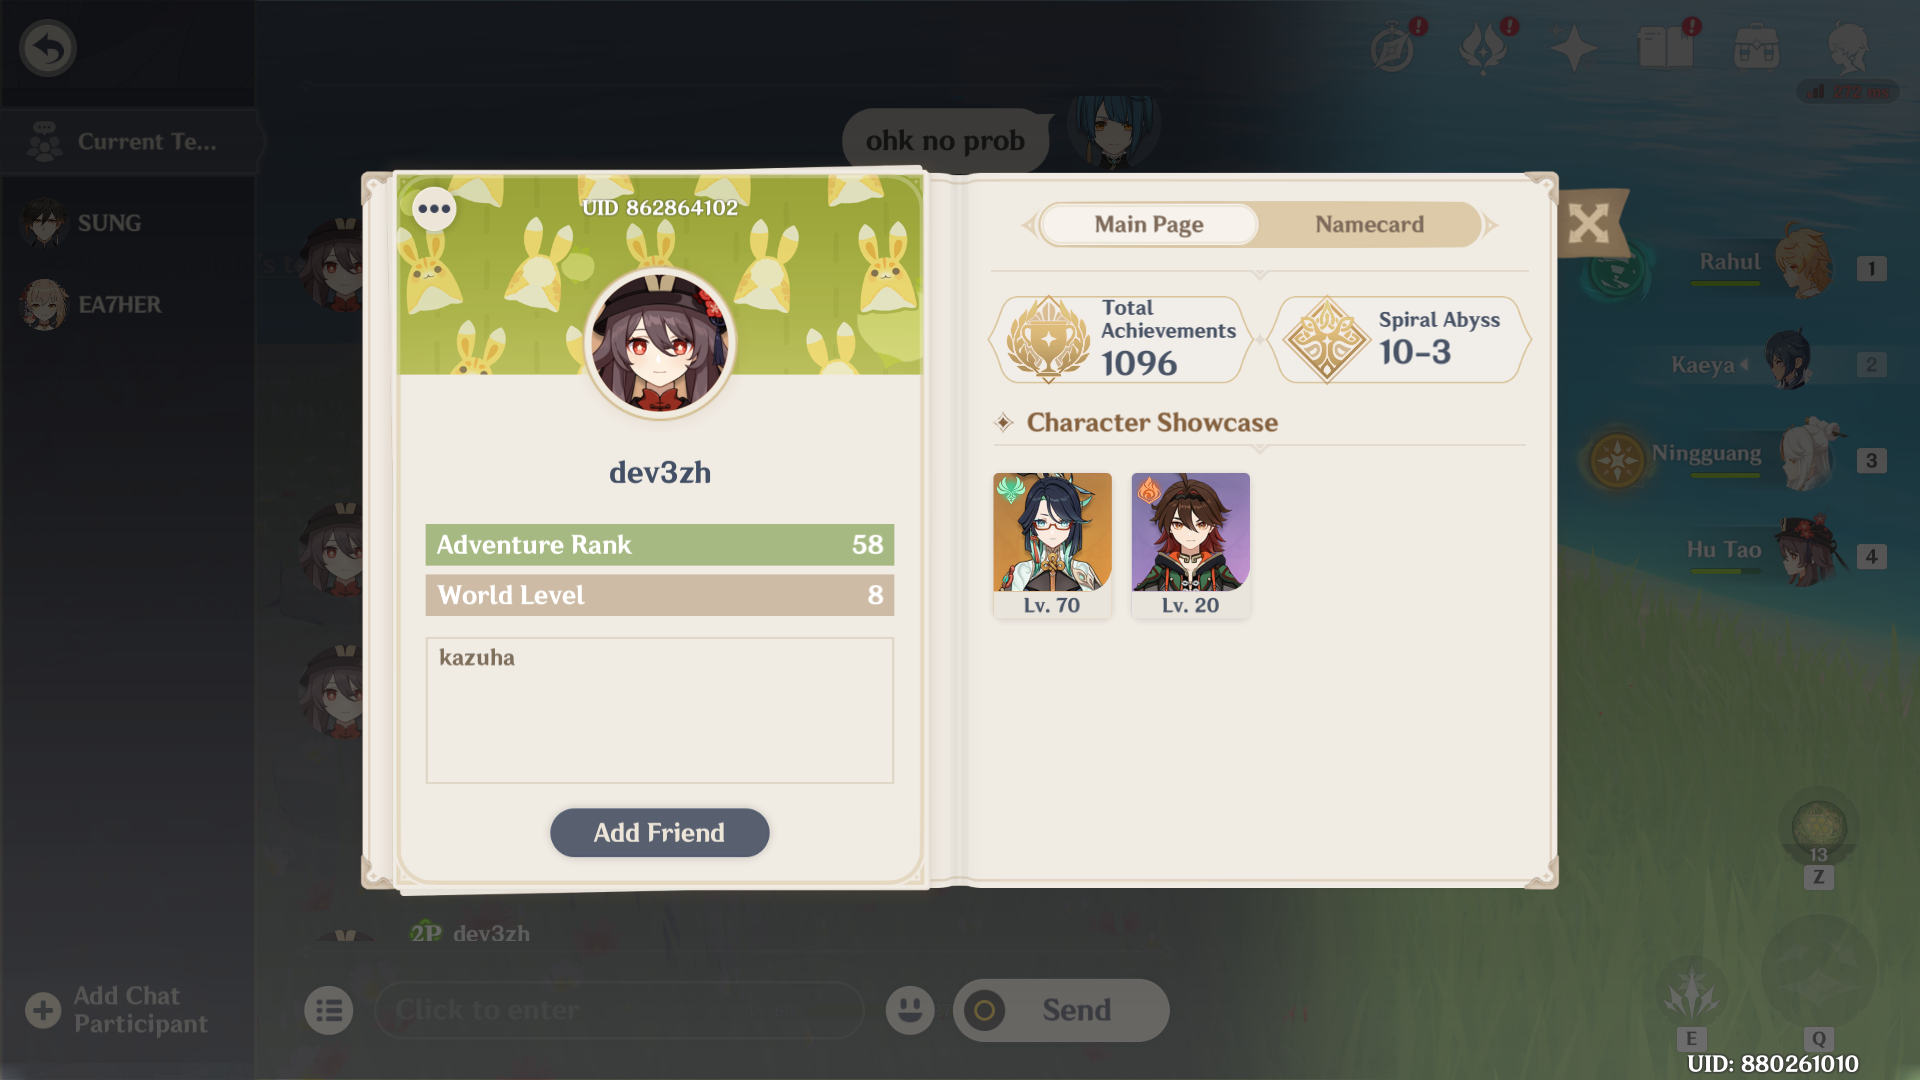 272 ms
Current Te...
ohk no prob
SUNG
EA7HER
UID 862864102
dev3zh
Adventure Rank 58
World Level 8
kazuha
Add Friend
Main Page Namecard
Total
Achievements
1096
Spiral Abyss
10-3
Character Showcase
Lv. 70 Lv. 20
Rahul 1
Kaeya 2
Ningguang 3
Hu Tao 4
13
Z
2P dev3zh
Add Chat
Participant
Click to enter
Send
E Q
UID: 880261010